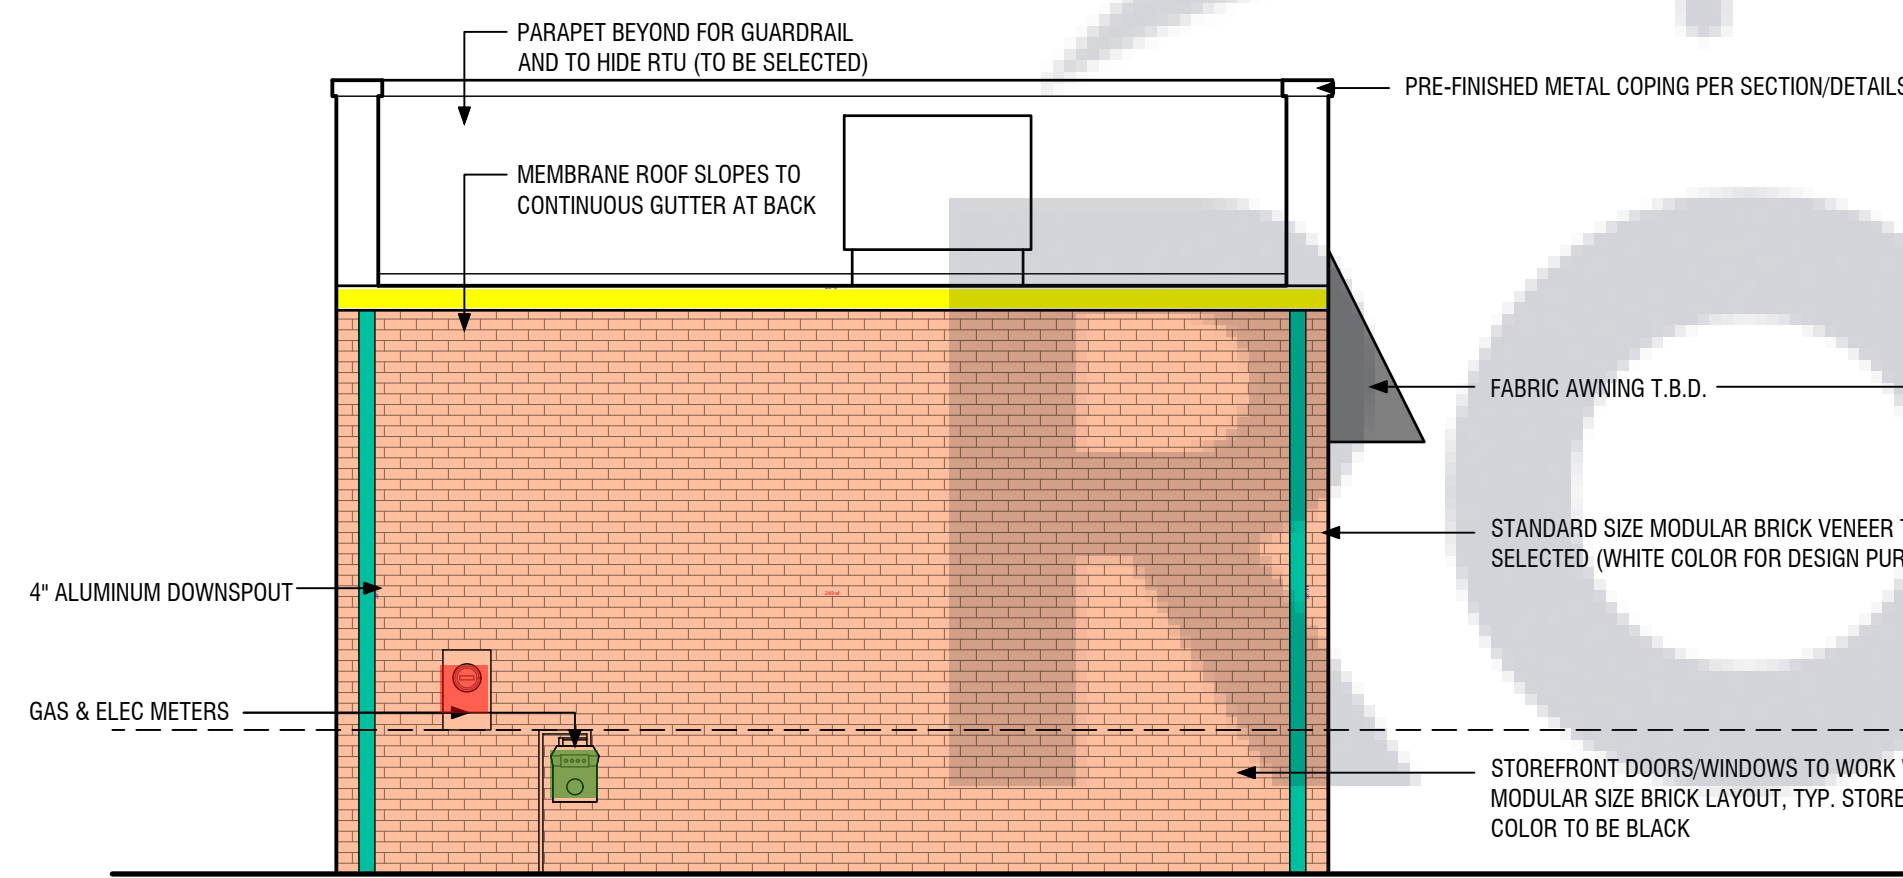 PARAPET BEYOND FOR GUARDRAIL
AND TO HIDE RTU (TO BE SELECTED)
PRE-FINISHED METAL COPING PER SECTION/DETAILS
MEMBRANE ROOF SLOPES TO
CONTINUOUS GUTTER AT BACK
FABRIC AWNING T.B.D.
STANDARD SIZE MODULAR BRICK VENEER
SELECTED (WHITE COLOR FOR DESIGN PUR
4" ALUMINUM DOWNSPOUT
243 sf
GAS & ELEC METERS
STOREFRONT DOORS/WINDOWS TO WORK
MODULAR SIZE BRICK LAYOUT, TYP. STORE
COLOR TO BE BLACK